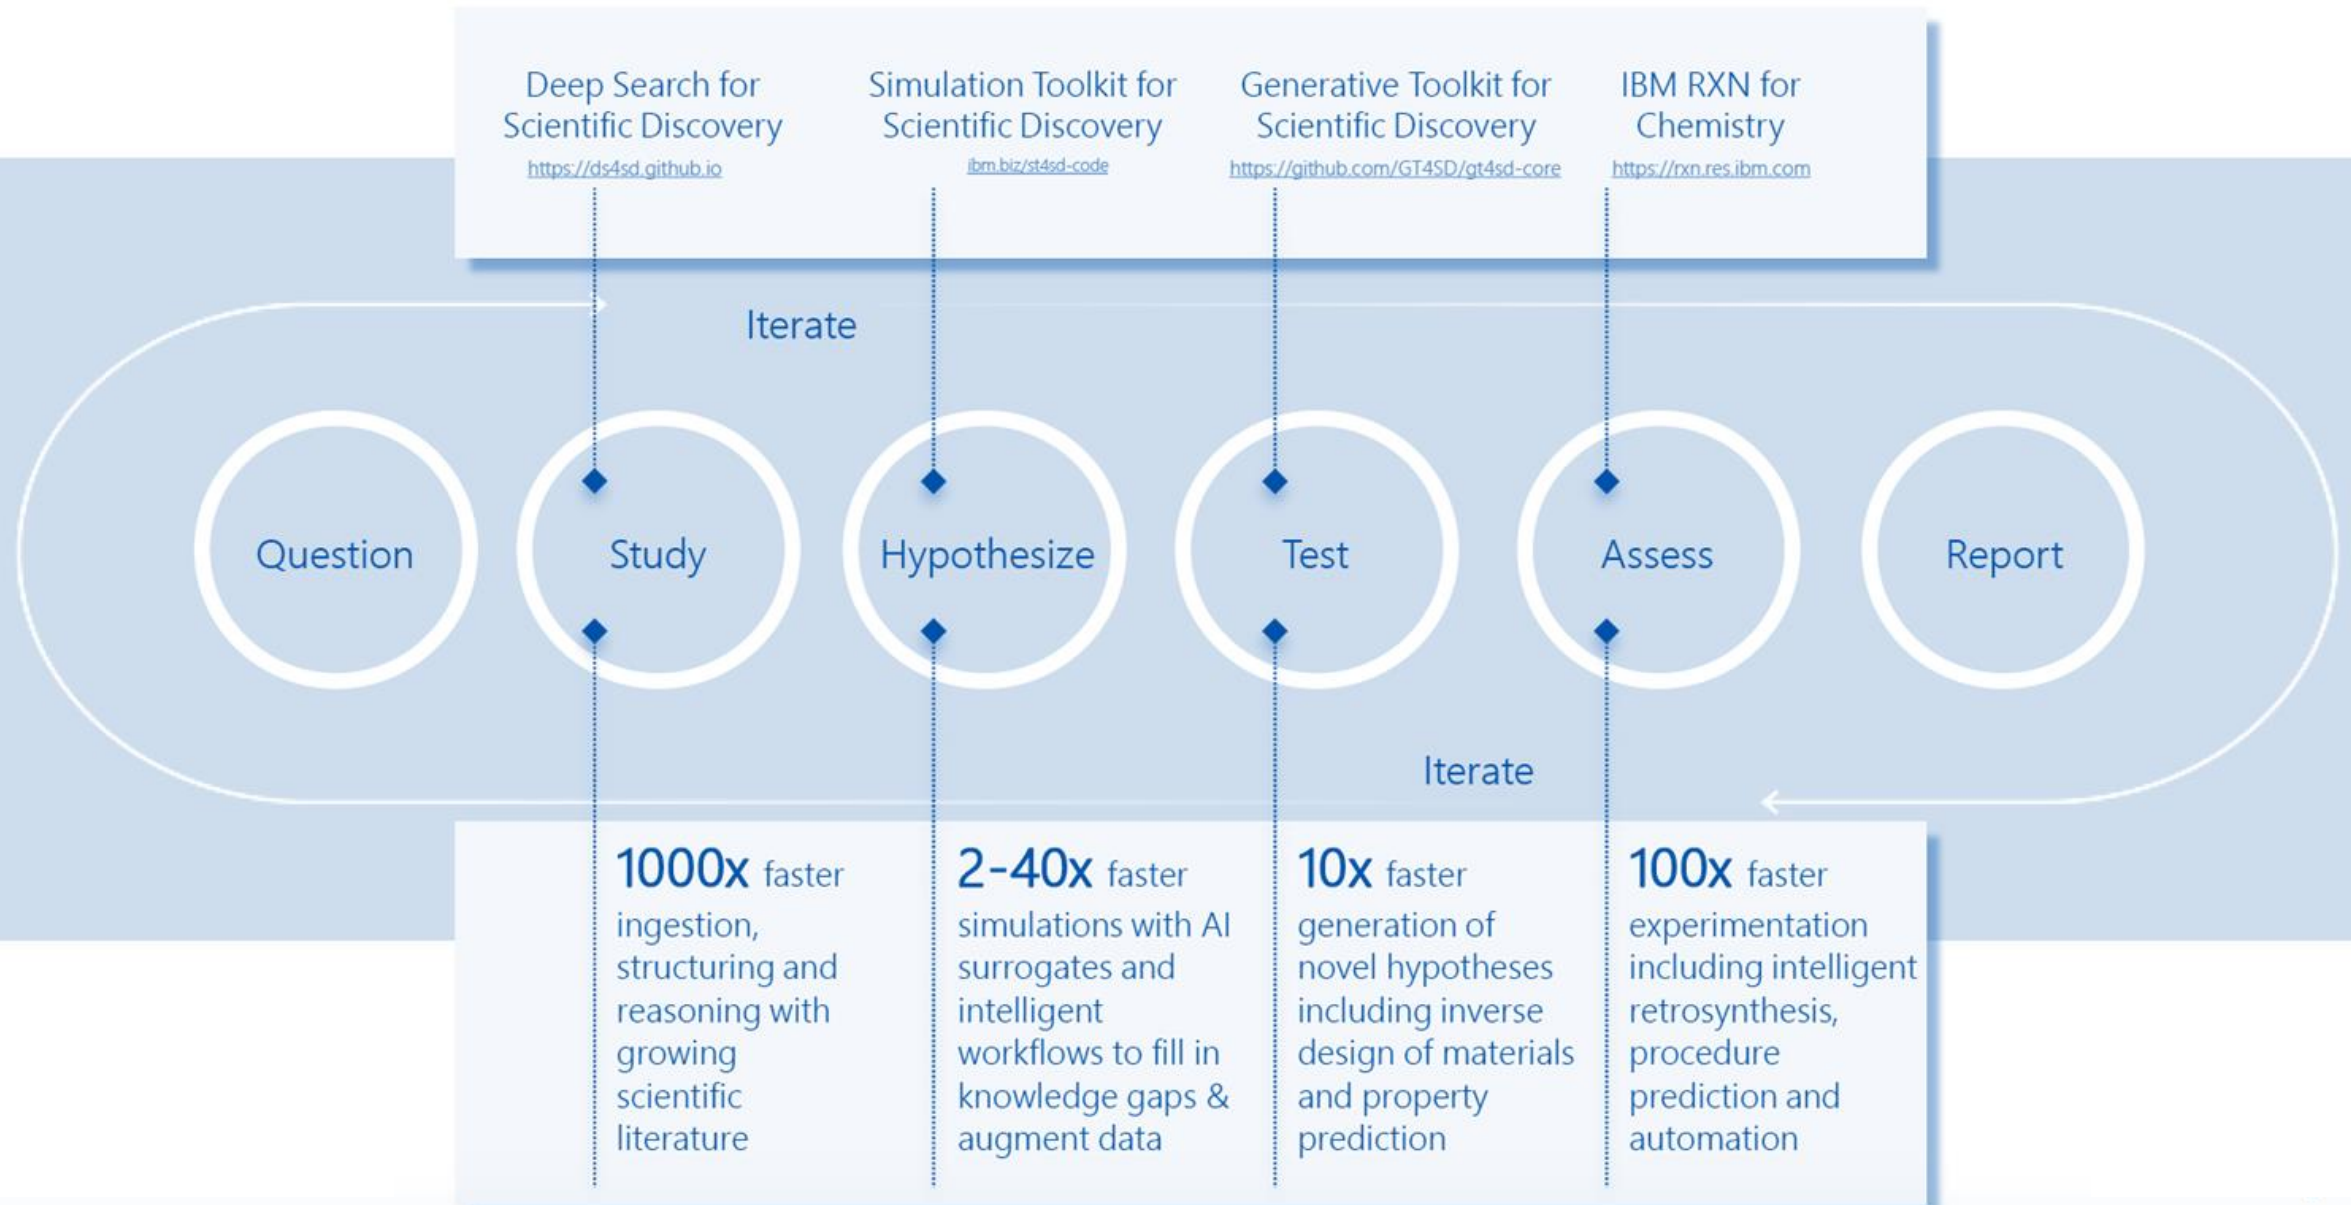 Deep Search for
Scientific Discovery
https://ds4sd.github.io
Simulation Toolkit for
Scientific Discovery
ibm.biz/st4sd-code
Generative Toolkit for
Scientific Discovery
https://github.com/GT4SD/gt4sd-core
IBM RXN for
Chemistry
https://rxn.res.ibm.com
Iterate
Question
Study
Hypothesize
Test
Assess
Report
Iterate
1000x faster
ingestion,
structuring and
reasoning with
growing
scientific
literature
2-40x faster
simulations with AI
surrogates and
intelligent
workflows to fill in
knowledge gaps &
augment data
10x faster
generation of
novel hypotheses
including inverse
design of materials
and property
prediction
100x faster
experimentation
including intelligent
retrosynthesis,
procedure
prediction and
automation